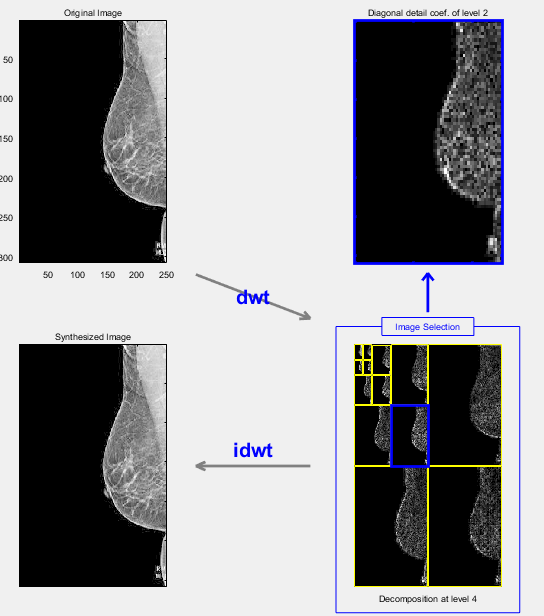 Original Image
Diagonal detail coef. of level 2
50
100
150
200
250
300
50 100 150 200 250
dwt
Image Selection
Synthesized Image
idwt
Decomposition at level 4